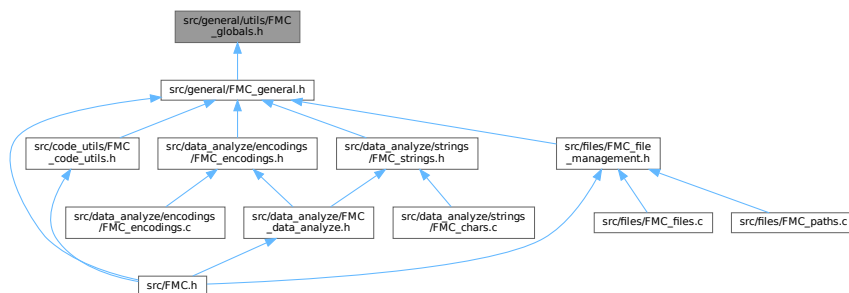 src/general/utils/FMC
_globals.h
src/general/FMC_general.h
src/code_utils/FMC
_code_utils.h
src/data_analyze/encodings
/FMC_encodings.h
src/data_analyze/strings
/FMC_strings.h
src/files/FMC_file
_management.h
src/data_analyze/encodings
/FMC_encodings.c
src/data_analyze/FMC
_data_analyze.h
src/data_analyze/strings
/FMC_chars.c
src/files/FMC_files.c
src/files/FMC_paths.c
src/FMC.h